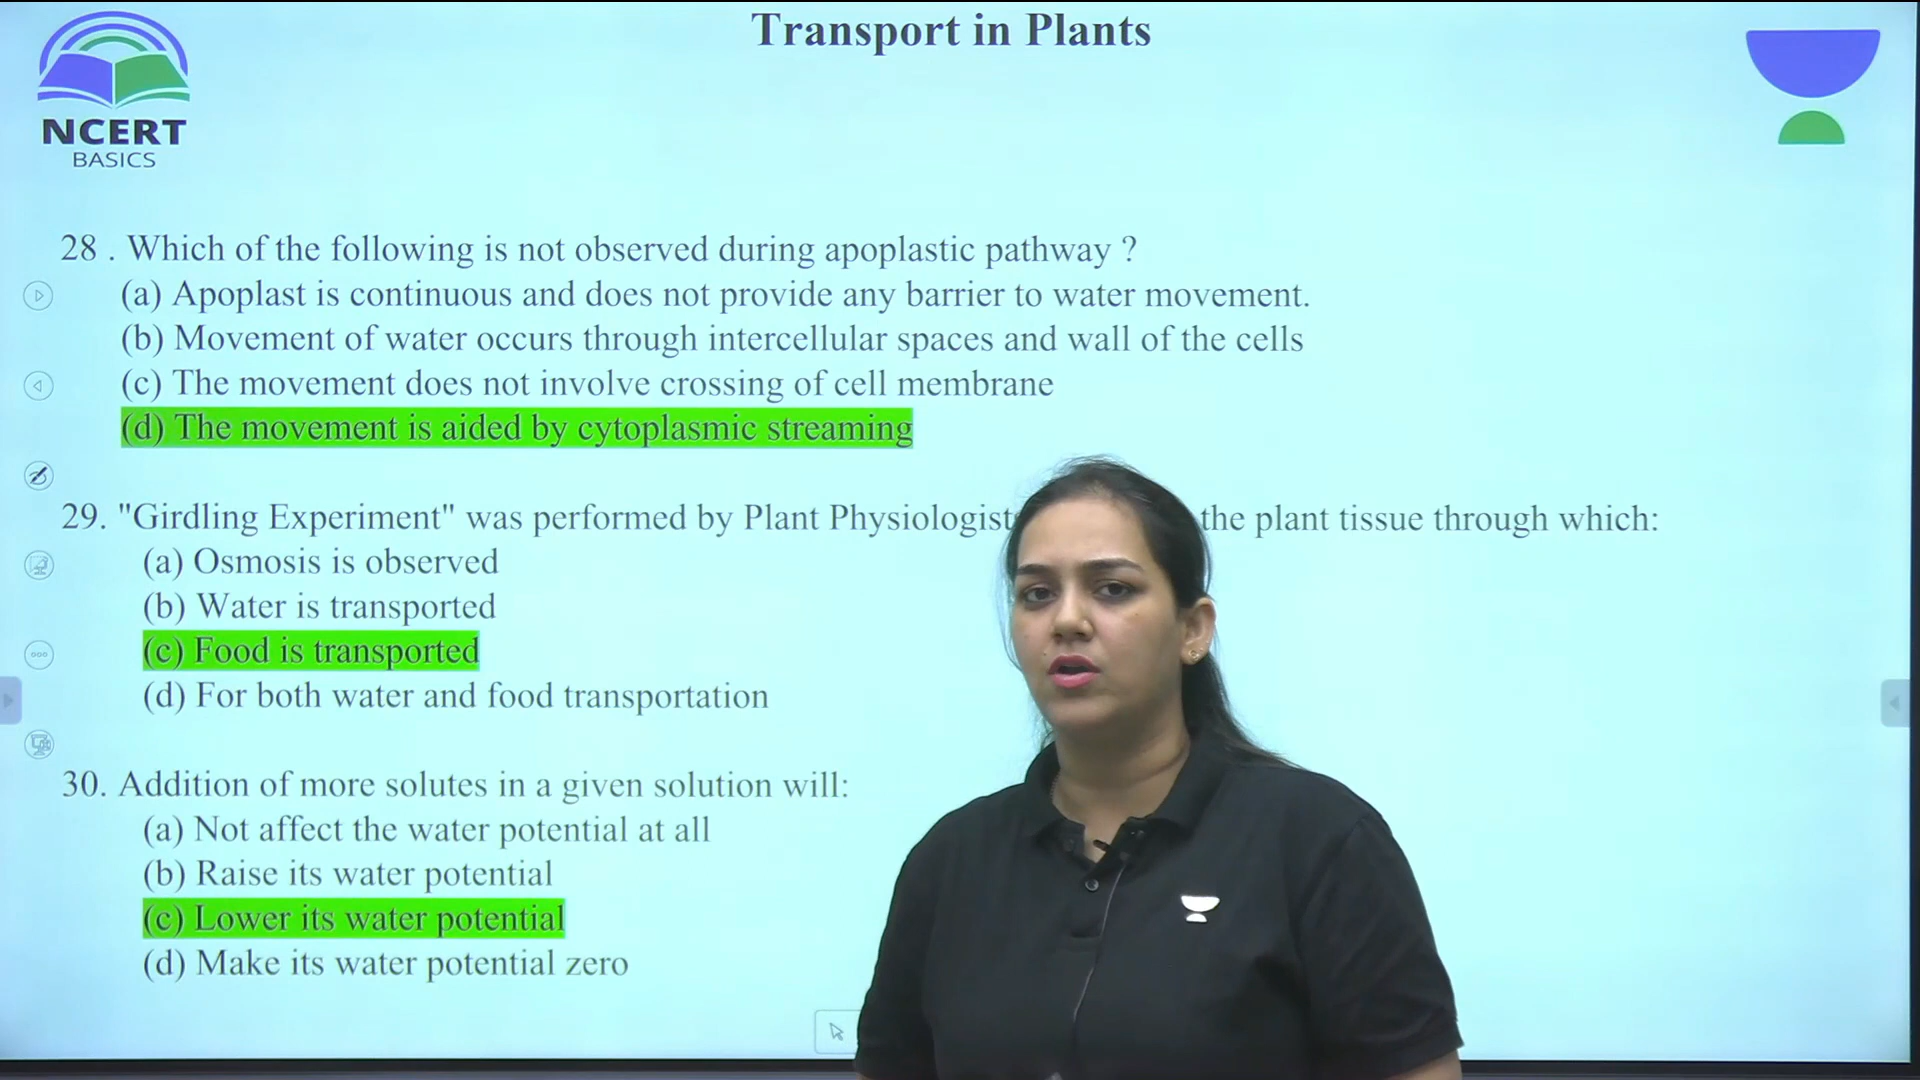 Transport in Plants
NCERT
BASICS
28 . Which of the following is not observed during apoplastic pathway ?
(a) Apoplast is continuous and does not provide any barrier to water movement.
(b) Movement of water occurs through intercellular spaces and wall of the cells
(c) The movement does not involve crossing of cell membrane
(d) The movement is aided by cytoplasmic streaming
29. "Girdling Experiment" was performed by Plant Physiologist the plant tissue through which:
(a) Osmosis is observed
(b) Water is transported
(c) Food is transported
(d) For both water and food transportation
30. Addition of more solutes in a given solution will:
(a) Not affect the water potential at all
(b) Raise its water potential
(c) Lower its water potential
(d) Make its water potential zero